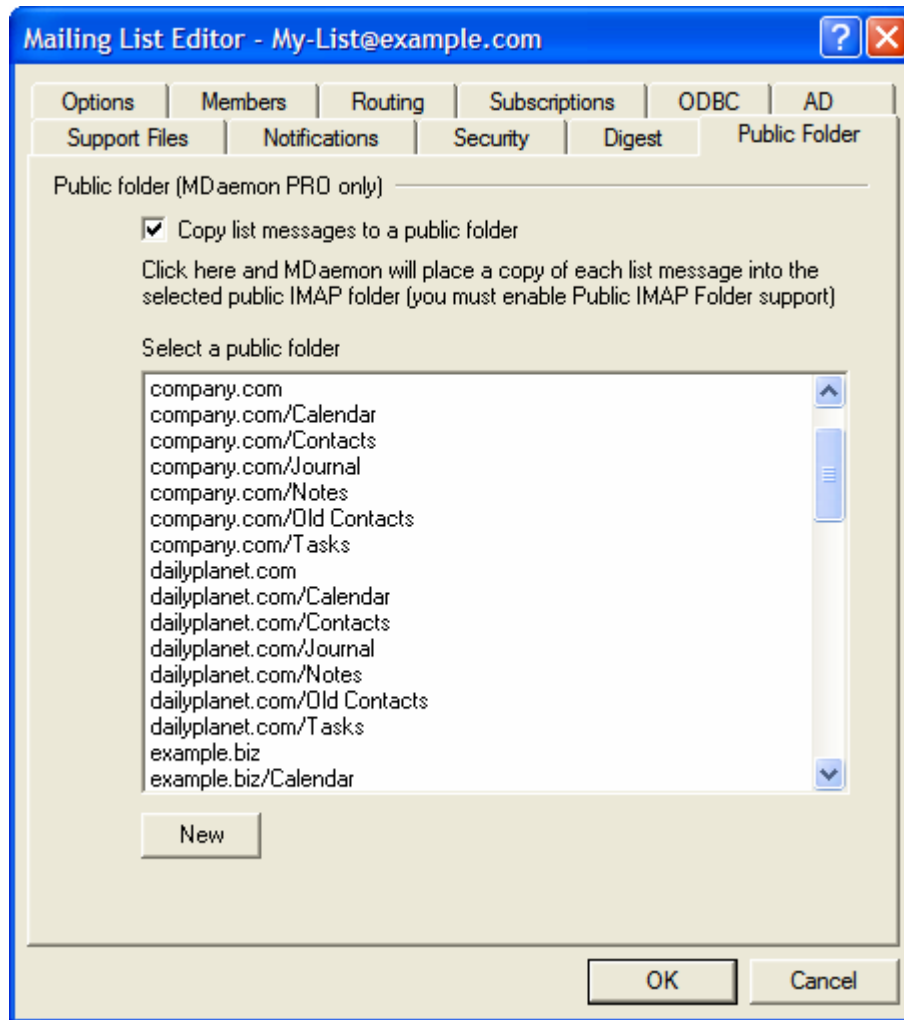 Mailing List Editor - My-List@example.com
Options Members Routing Subscriptions ODBC AD
Support Files Notifications Security Digest Public Folder
Public folder (MDaemon PRO only)
Copy list messages to a public folder
Click here and MDaemon will place a copy of each list message into the
selected public IMAP folder (you must enable Public IMAP Folder support)
Select a public folder
company.com
company.com/Calendar
company.com/Contacts
company.com/Journal
company.com/Notes
company.com/Old Contacts
company.com/Tasks
dailyplanet.com
dailyplanet.com/Calendar
dailyplanet.com/Contacts
dailyplanet.com/Journal
dailyplanet.com/Notes
dailyplanet.com/Old Contacts
dailyplanet.com/Tasks
example.biz
example.biz/Calendar
New
OK Cancel